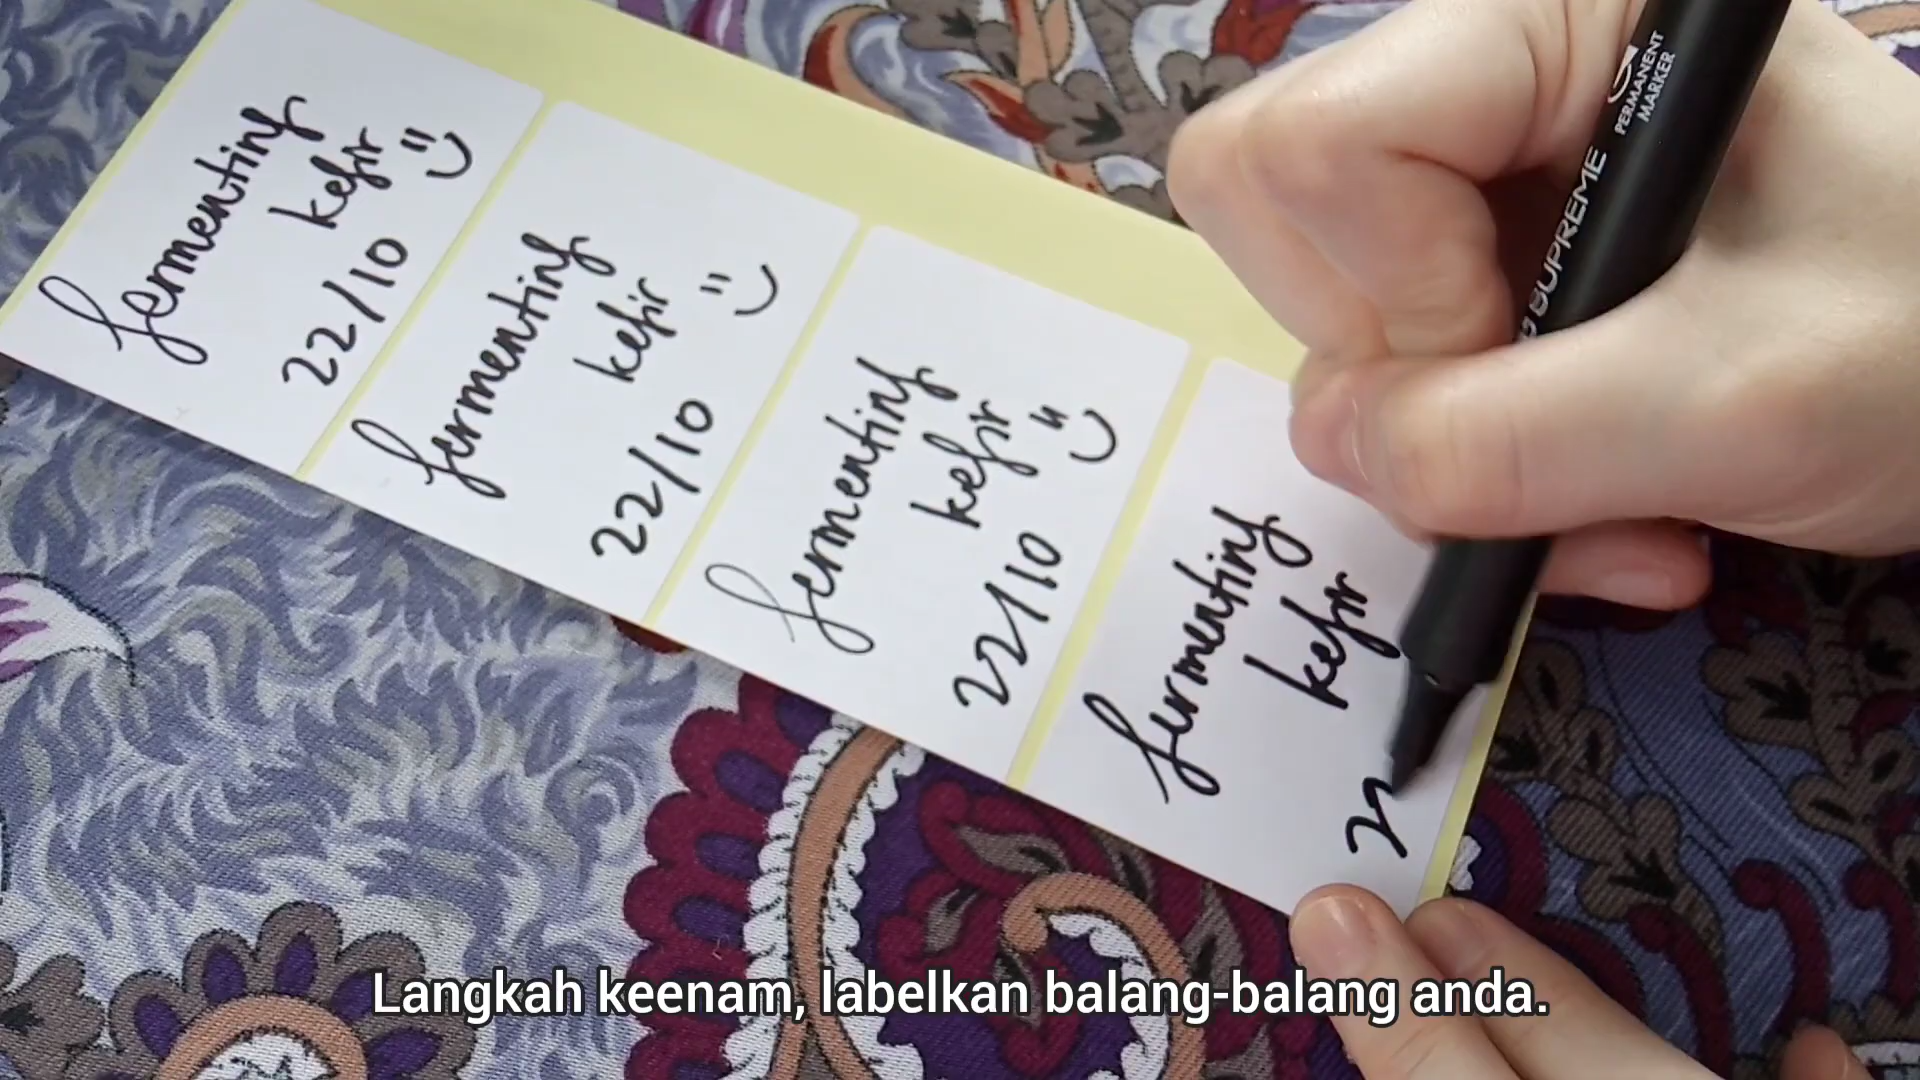 fermenting
kefir
22/10
fermenting
kefir
22/10
fermenting
kefir
22/10
fermenting
kefir
PERMANENT
MARKER
SUPREME
Langkah keenam, labelkan balang-balang anda.